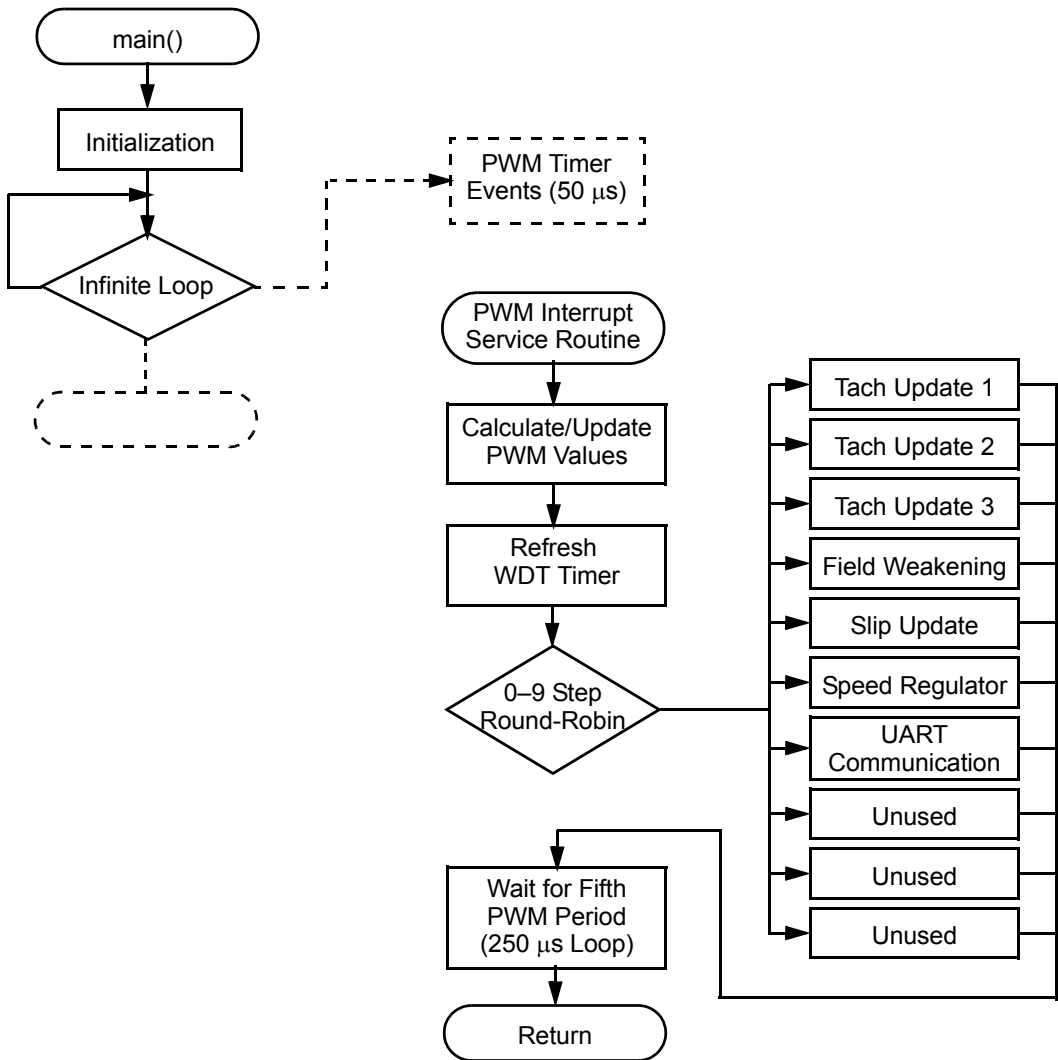 main()
Initialization
Infinite Loop
PWM Timer
Events (50 μs)
PWM Interrupt
Service Routine
Calculate/Update
PWM Values
Refresh
WDT Timer
0–9 Step
Round-Robin
Tach Update 1
Tach Update 2
Tach Update 3
Field Weakening
Slip Update
Speed Regulator
UART
Communication
Unused
Unused
Unused
Wait for Fifth
PWM Period
(250 μs Loop)
Return